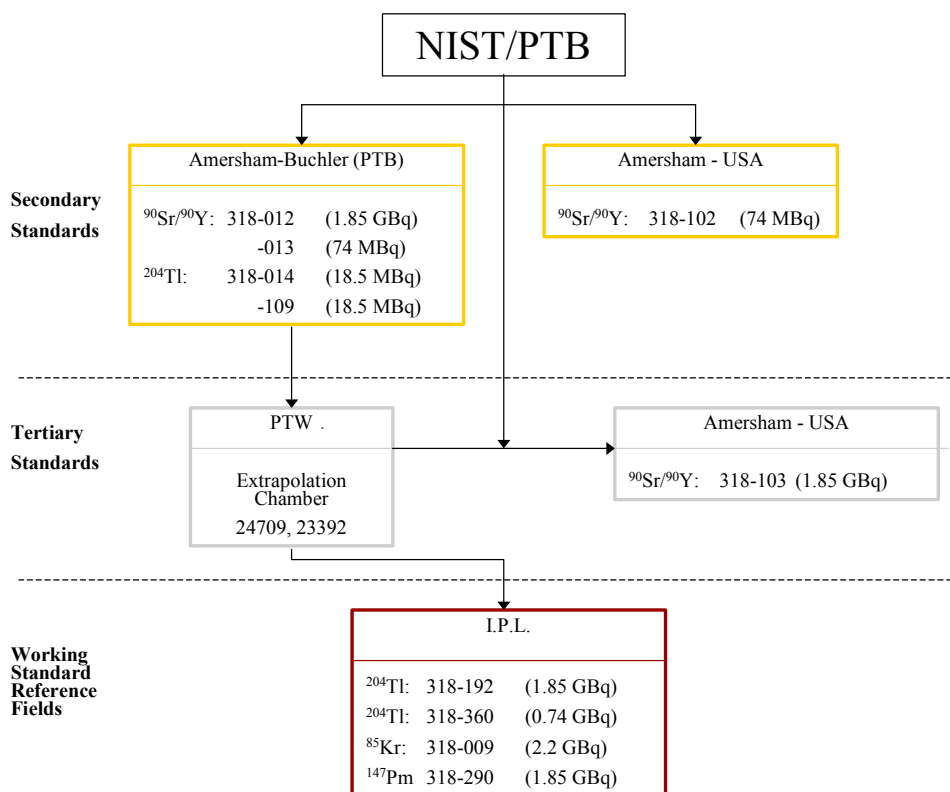 NIST/PTB
Secondary
Standards
Amersham-Buchler (PTB)
⁹⁰Sr/⁹⁰Y: 318-012 (1.85 GBq)
-013 (74 MBq)
²⁰⁴Tl: 318-014 (18.5 MBq)
-109 (18.5 MBq)
Amersham - USA
⁹⁰Sr/⁹⁰Y: 318-102 (74 MBq)
Tertiary
Standards
PTW .
Extrapolation
Chamber
24709, 23392
Amersham - USA
⁹⁰Sr/⁹⁰Y: 318-103 (1.85 GBq)
Working
Standard
Reference
Fields
I.P.L.
²⁰⁴Tl: 318-192 (1.85 GBq)
²⁰⁴Tl: 318-360 (0.74 GBq)
⁸⁵Kr: 318-009 (2.2 GBq)
¹⁴⁷Pm 318-290 (1.85 GBq)